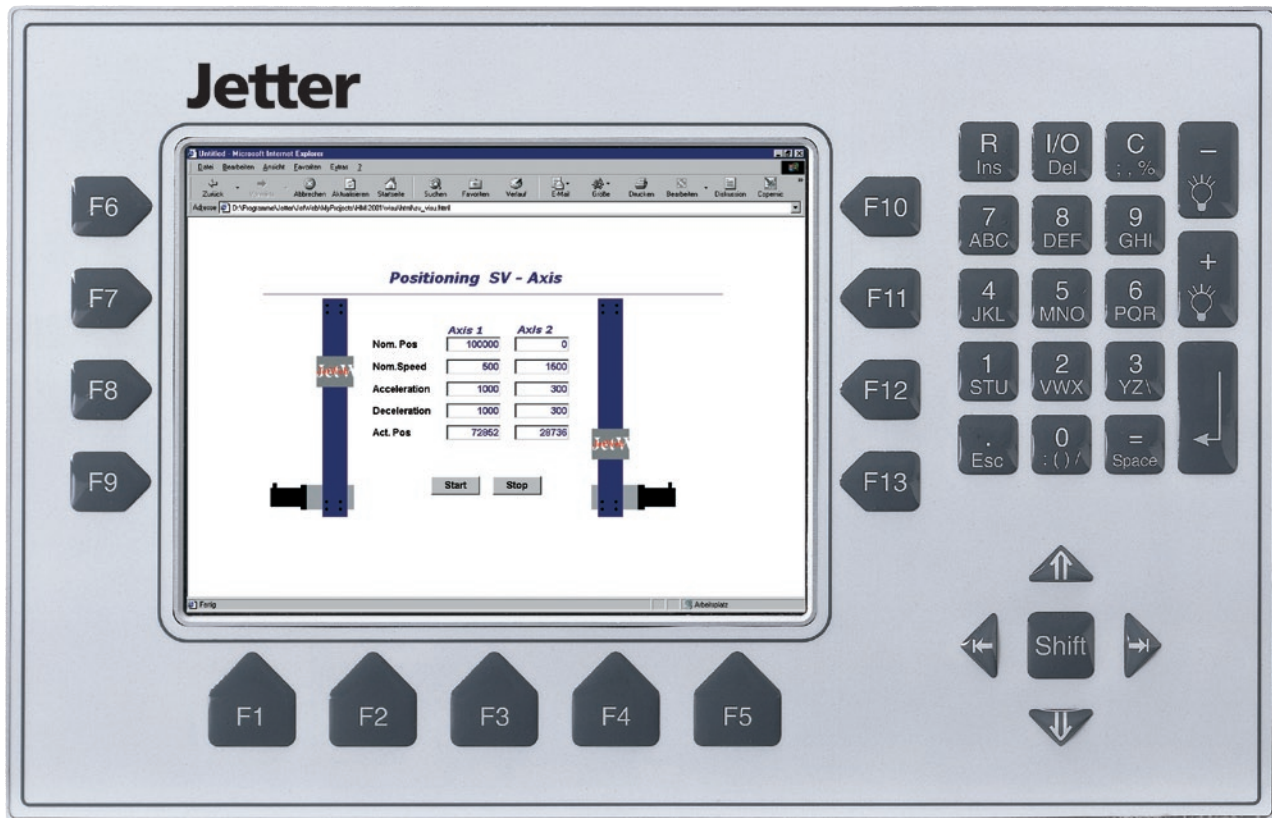 Jetter
Untitled - Microsoft Internet Explorer
Datei Bearbeiten Ansicht Favoriten Extras ?
Zurück Abbrechen Aktualisieren Startseite Suchen Favoriten Verlauf E-Mail Größe Drucken Bearbeiten Diskussion Copernic
Adresse
Positioning SV - Axis
Axis 1 Axis 2
Nom. Pos 100000 0
Nom.Speed 500 1500
Acceleration 1000 300
Deceleration 1000 300
Act. Pos 72852 28736
JetW
JetW
Start Stop
Fertig Arbeitsplatz
F6
F7
F8
F9
F10
F11
F12
F13
F1 F2 F3 F4 F5
R I/O C −
Ins Del : , %
7 8 9
ABC DEF GHI
+
4 5 6
JKL MNO PQR
1 2 3
STU VWX YZ\
. 0 =
Esc : ( ) / Space
Shift